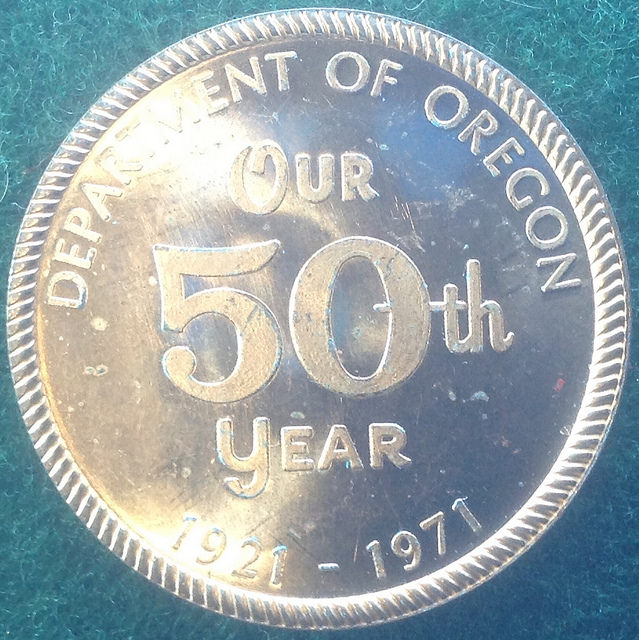 DEPARTMENT OF OREGON
OUR
50th
YEAR
1921 - 1971